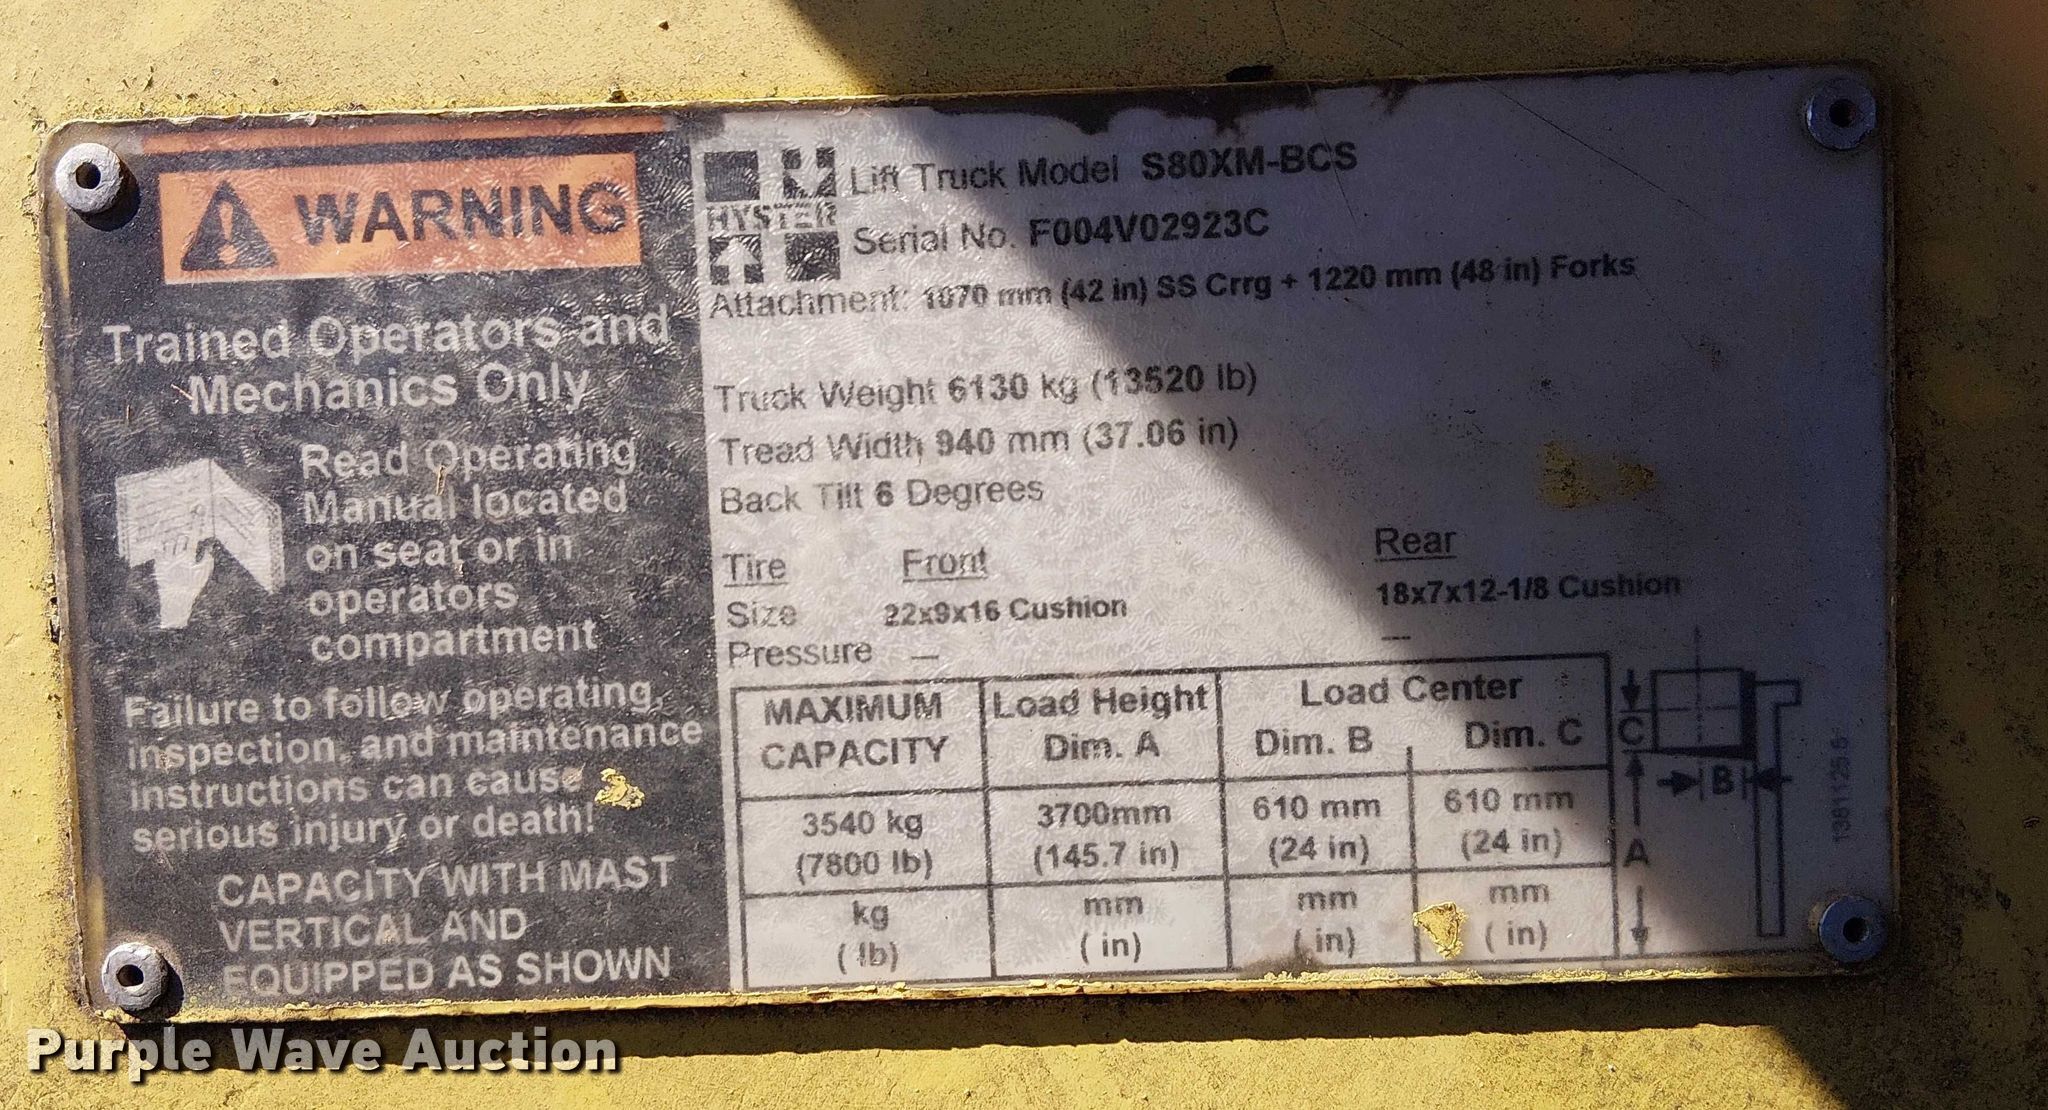 WARNING
Trained Operators and
Mechanics Only
Read Operating
Manual located
on seat or in
operators
compartment
Failure to follow operating,
inspection, and maintenance
instructions can cause
serious injury or death!
CAPACITY WITH MAST
VERTICAL AND
EQUIPPED AS SHOWN
HYSTER
Lift Truck Model S80XM-BCS
Serial No. F004V02923C
Attachment: 1070 mm (42 in) SS Crrg + 1220 mm (48 in) Forks
Truck Weight 6130 kg (13520 lb)
Tread Width 940 mm (37.06 in)
Back Tilt 6 Degrees
Tire Front Rear
Size 22x9x16 Cushion 18x7x12-1/8 Cushion
Pressure — —
MAXIMUM CAPACITY Load Height Dim. A Load Center Dim. B Dim. C
3540 kg 3700mm 610 mm 610 mm
(7800 lb) (145.7 in) (24 in) (24 in)
kg mm mm mm
( lb) ( in) ( in) ( in)
C
B
A
Purple Wave Auction